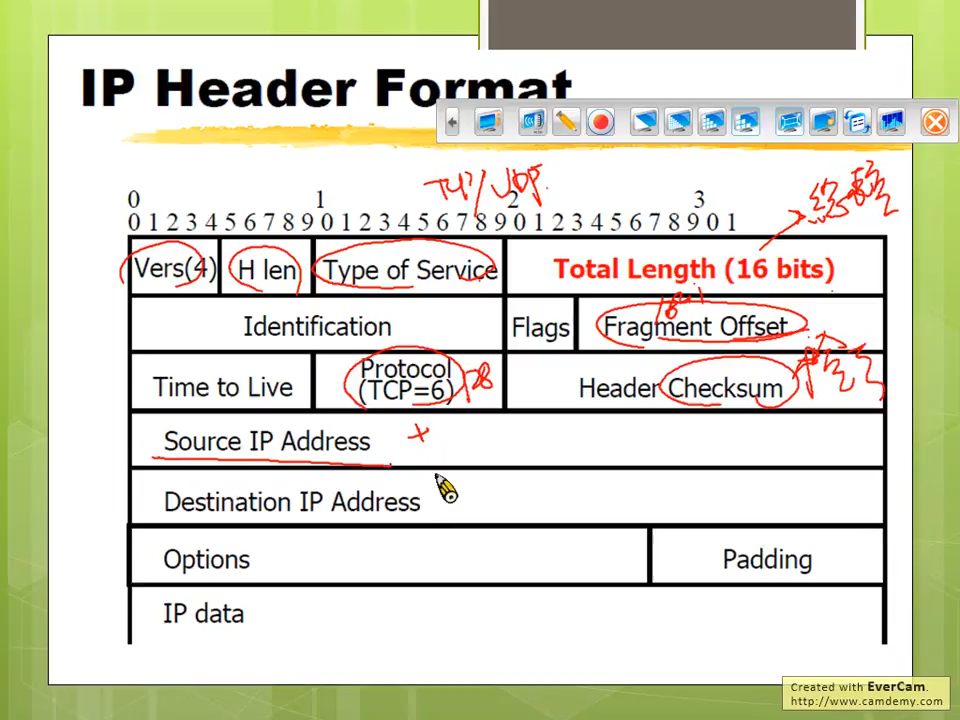 IP Header Format
TCP/UDP
0 1 2 3
0 1 2 3 4 5 6 7 8 9 0 1 2 3 4 5 6 7 8 9 0 1 2 3 4 5 6 7 8 9 0 1
Vers(4) H len Type of Service Total Length (16 bits)
Identification Flags Fragment Offset
Time to Live Protocol
(TCP=6) Header Checksum
Source IP Address
Destination IP Address
Options Padding
IP data
Created with EverCam.
http://www.camdemy.com